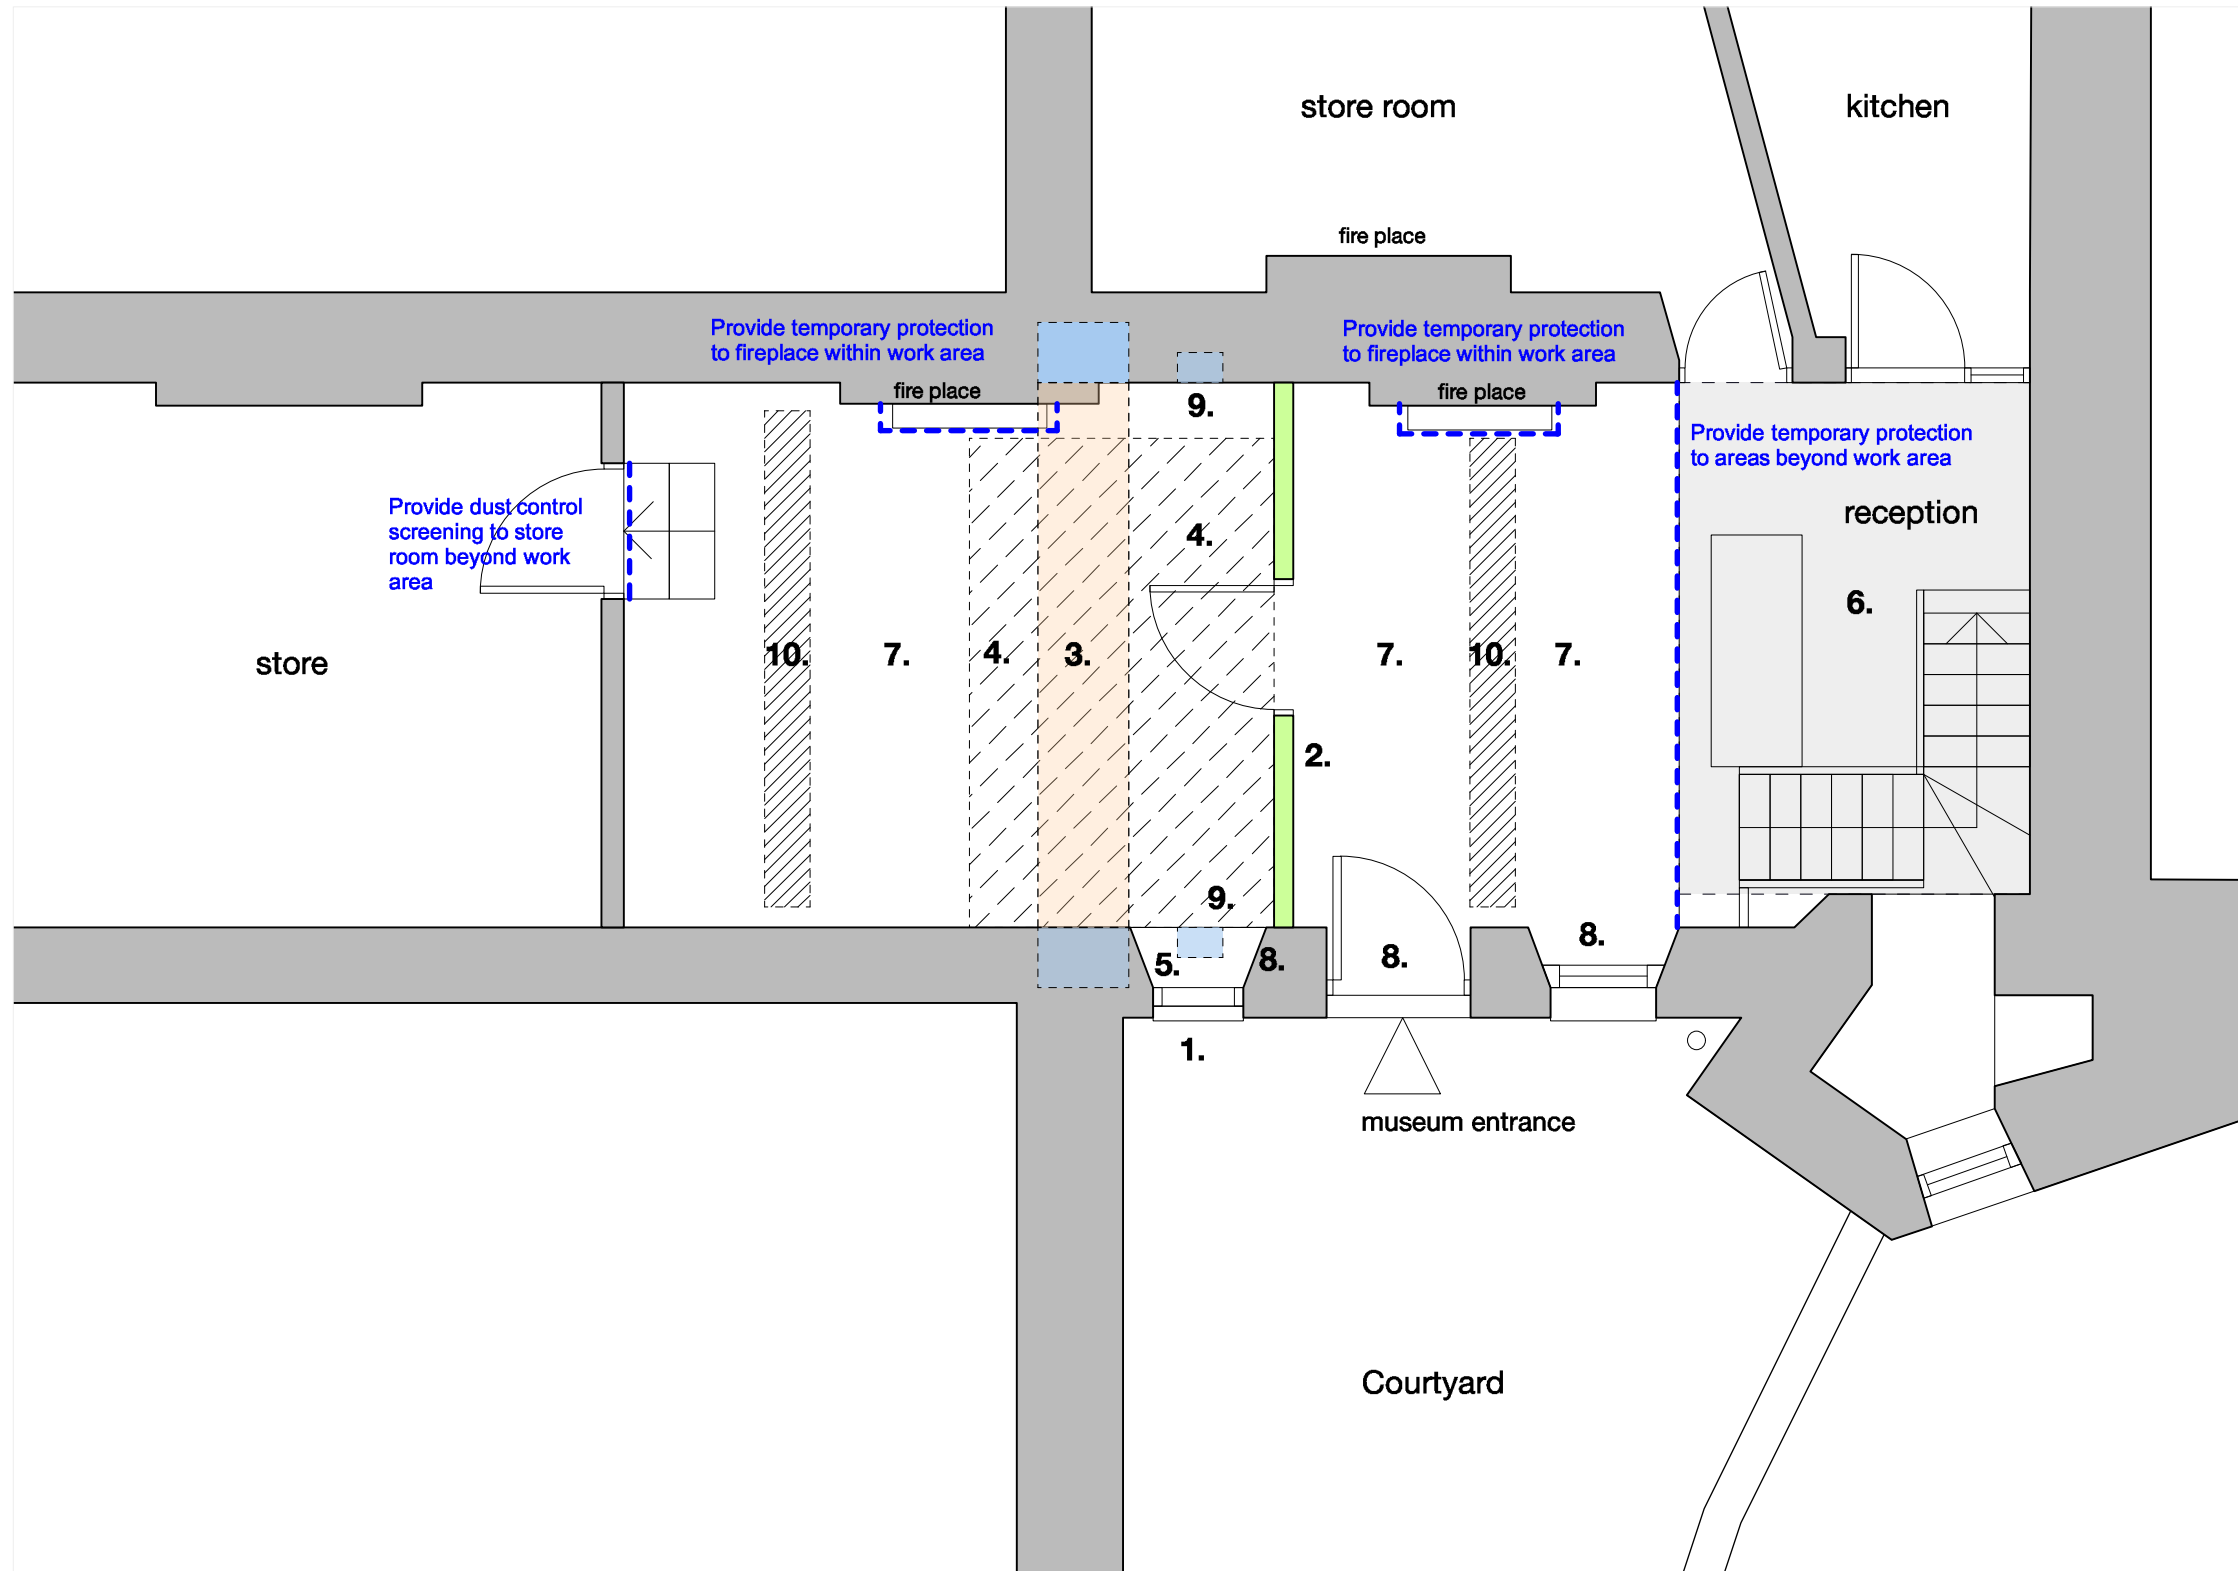 store room
kitchen
fire place
Provide temporary protection
to fireplace within work area
Provide temporary protection
to fireplace within work area
fire place
fire place
9.
Provide temporary protection
to areas beyond work area
Provide dust control
screening to store
room beyond work
area
reception
4.
6.
store
10.
7.
4.
3.
7.
10.
7.
2.
9.
5.
8.
8.
8.
1.
museum entrance
Courtyard